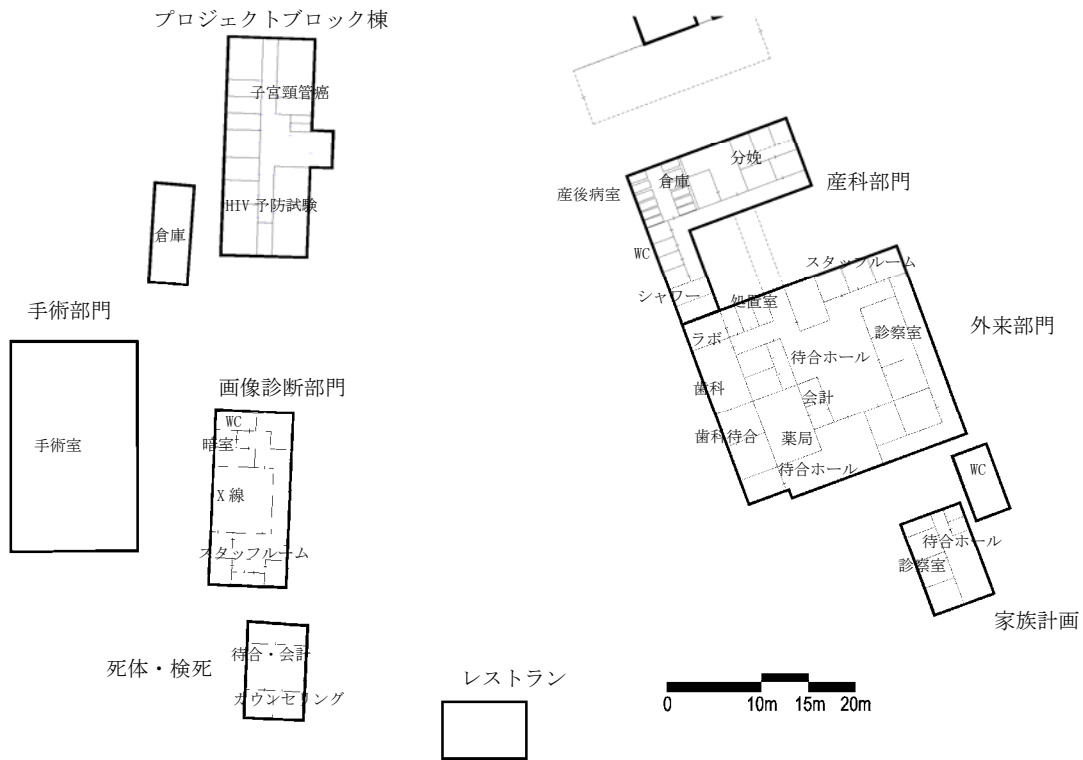 プロジェクトブロック棟
子宮頸管癌
HIV 予防試験
倉庫
分娩
倉庫
産科部門
産後病室
WC
シャワー
スタッフルーム
処置室
外来部門
ラボ
診察室
待合ホール
歯科
会計
歯科待合
薬局
待合ホール
WC
待合ホール
診察室
家族計画
手術部門
手術室
画像診断部門
WC
暗室
X 線
スタッフルーム
死体・検死
待合・会計
カウンセリング
レストラン
0 10m 15m 20m